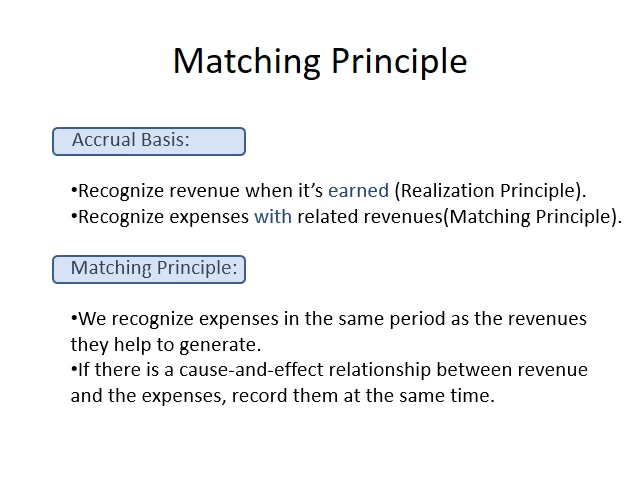 Matching Principle
Accrual Basis:
•Recognize revenue when it’s earned (Realization Principle).
•Recognize expenses with related revenues(Matching Principle).
Matching Principle:
•We recognize expenses in the same period as the revenues
they help to generate.
•If there is a cause-and-effect relationship between revenue
and the expenses, record them at the same time.